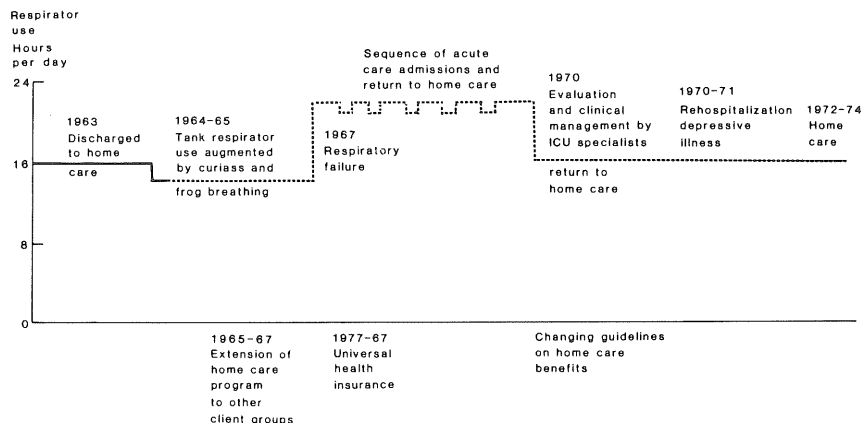 Respirator
use
Hours
per day
24
16
8
0
1963
Discharged
to home
care
1964-65
Tank respirator
use augmented
by curiass and
frog breathing
1967
Respiratory
failure
Sequence of acute
care admissions and
return to home care
1970
Evaluation
and clinical
management by
ICU specialists
return to
home care
1970-71
Rehospitalization
depressive
illness
1972-74
Home
care
1965-67
Extension of
home care
program
to other
client groups
1977-67
Universal
health
insurance
Changing guidelines
on home care
benefits